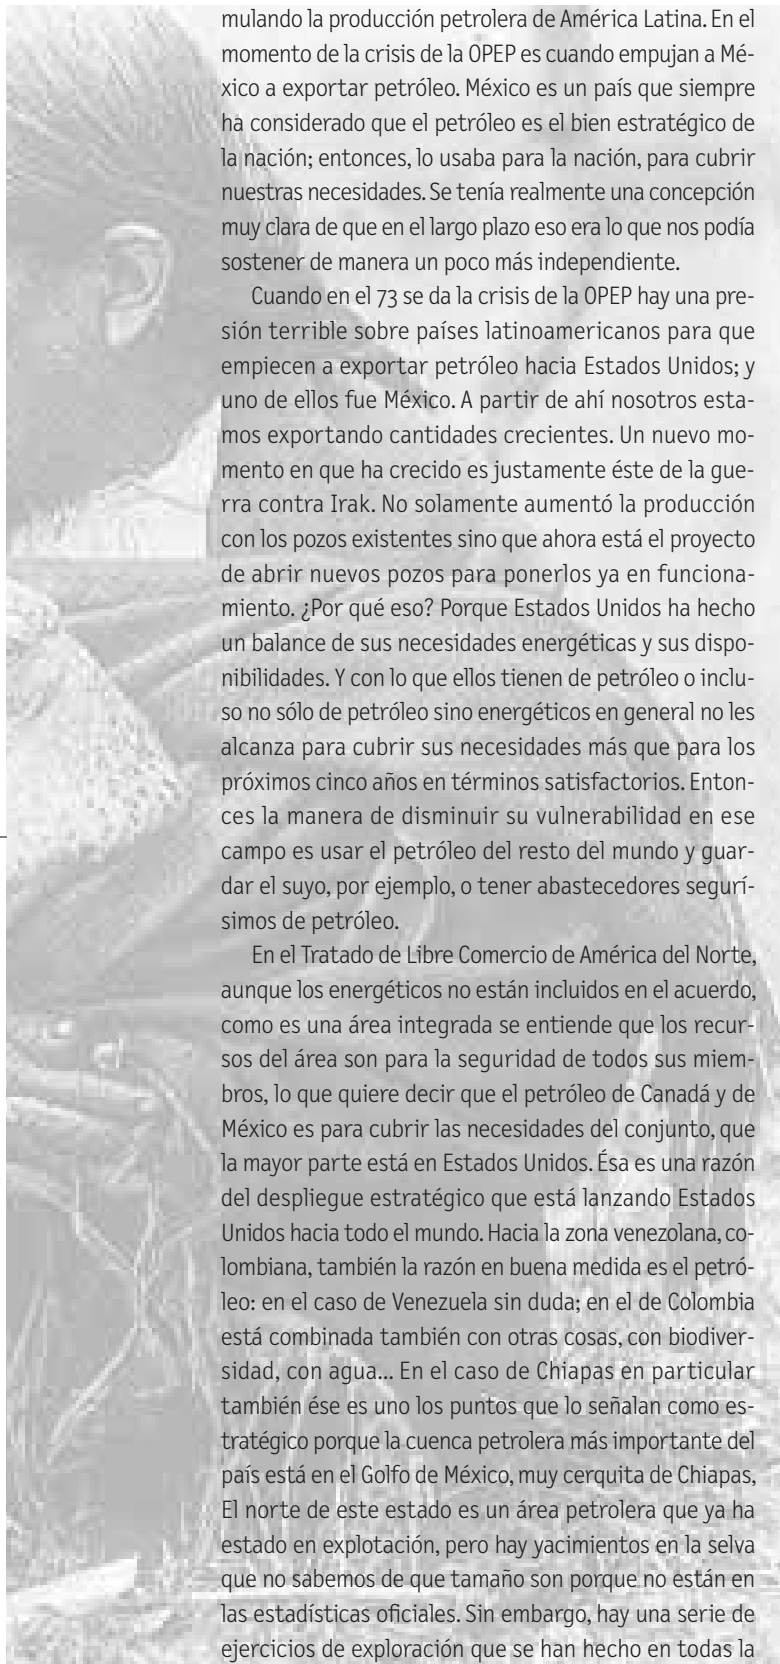 mulando la producción petrolera de América Latina. En el
momento de la crisis de la OPEP es cuando empujan a Mé-
xico a exportar petróleo. México es un país que siempre
ha considerado que el petróleo es el bien estratégico de
la nación; entonces, lo usaba para la nación, para cubrir
nuestras necesidades. Se tenía realmente una concepción
muy clara de que en el largo plazo eso era lo que nos podía
sostener de manera un poco más independiente.
Cuando en el 73 se da la crisis de la OPEP hay una pre-
sión terrible sobre países latinoamericanos para que
empiecen a exportar petróleo hacia Estados Unidos; y
uno de ellos fue México. A partir de ahí nosotros esta-
mos exportando cantidades crecientes. Un nuevo mo-
mento en que ha crecido es justamente éste de la gue-
rra contra Irak. No solamente aumentó la producción
con los pozos existentes sino que ahora está el proyecto
de abrir nuevos pozos para ponerlos ya en funciona-
miento. ¿Por qué eso? Porque Estados Unidos ha hecho
un balance de sus necesidades energéticas y sus dispo-
nibilidades. Y con lo que ellos tienen de petróleo o inclu-
so no sólo de petróleo sino energéticos en general no les
alcanza para cubrir sus necesidades más que para los
próximos cinco años en términos satisfactorios. Enton-
ces la manera de disminuir su vulnerabilidad en ese
campo es usar el petróleo del resto del mundo y guar-
dar el suyo, por ejemplo, o tener abastecedores segurí-
simos de petróleo.
En el Tratado de Libre Comercio de América del Norte,
aunque los energéticos no están incluidos en el acuerdo,
como es una área integrada se entiende que los recur-
sos del área son para la seguridad de todos sus miem-
bros, lo que quiere decir que el petróleo de Canadá y de
México es para cubrir las necesidades del conjunto, que
la mayor parte está en Estados Unidos. Ésa es una razón
del despliegue estratégico que está lanzando Estados
Unidos hacia todo el mundo. Hacia la zona venezolana, co-
lombiana, también la razón en buena medida es el petró-
leo: en el caso de Venezuela sin duda; en el de Colombia
está combinada también con otras cosas, con biodiver-
sidad, con agua... En el caso de Chiapas en particular
también ése es uno los puntos que lo señalan como es-
tratégico porque la cuenca petrolera más importante del
país está en el Golfo de México, muy cerquita de Chiapas,
El norte de este estado es un área petrolera que ya ha
estado en explotación, pero hay yacimientos en la selva
que no sabemos de que tamaño son porque no están en
las estadísticas oficiales. Sin embargo, hay una serie de
ejercicios de exploración que se han hecho en todas la